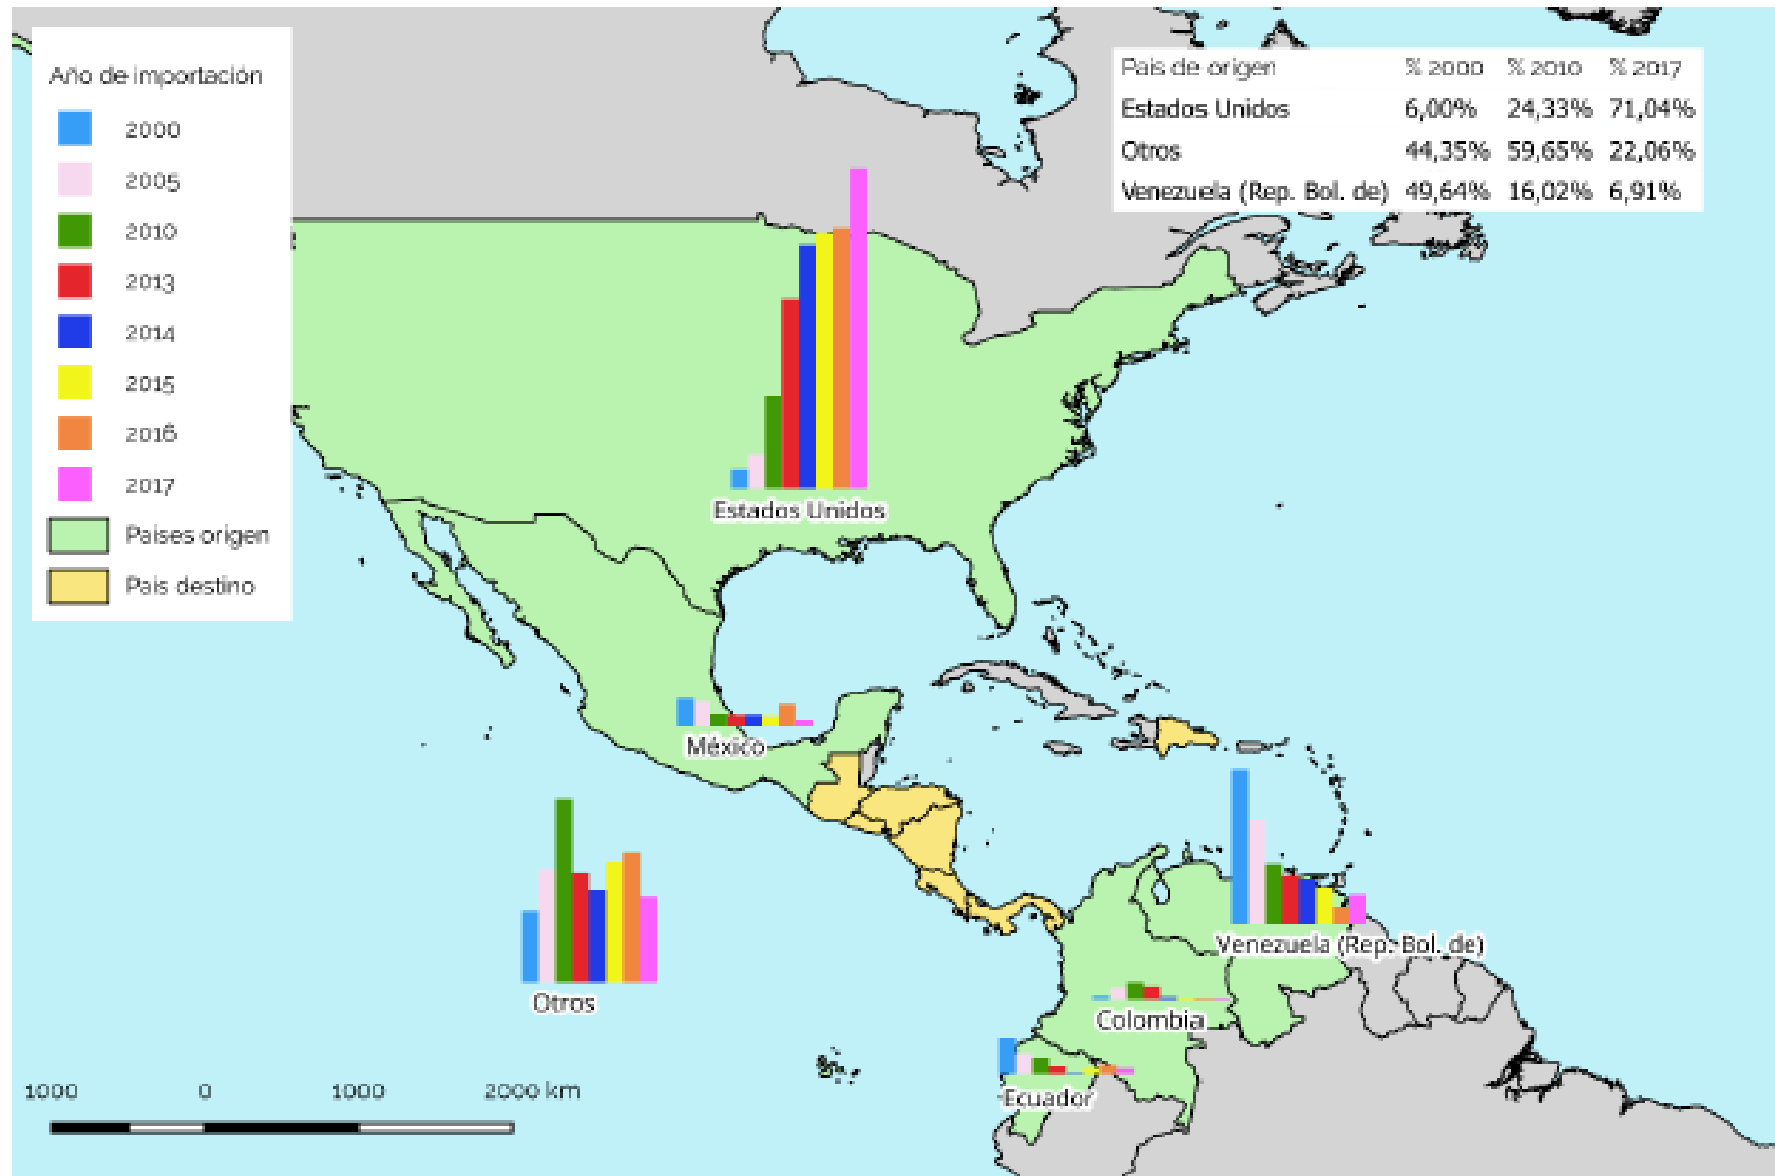 Año de importación
2000
2005
2010
2013
2014
2015
2016
2017
Países origen
País destino
País de origen % 2000 % 2010 % 2017
Estados Unidos 6,00% 24,33% 71,04%
Otros 44,35% 59,65% 22,06%
Venezuela (Rep. Bol. de) 49,64% 16,02% 6,91%
Estados Unidos
México
Otros
Venezuela (Rep. Bol. de)
Colombia
Ecuador
1000 0 1000 2000 km